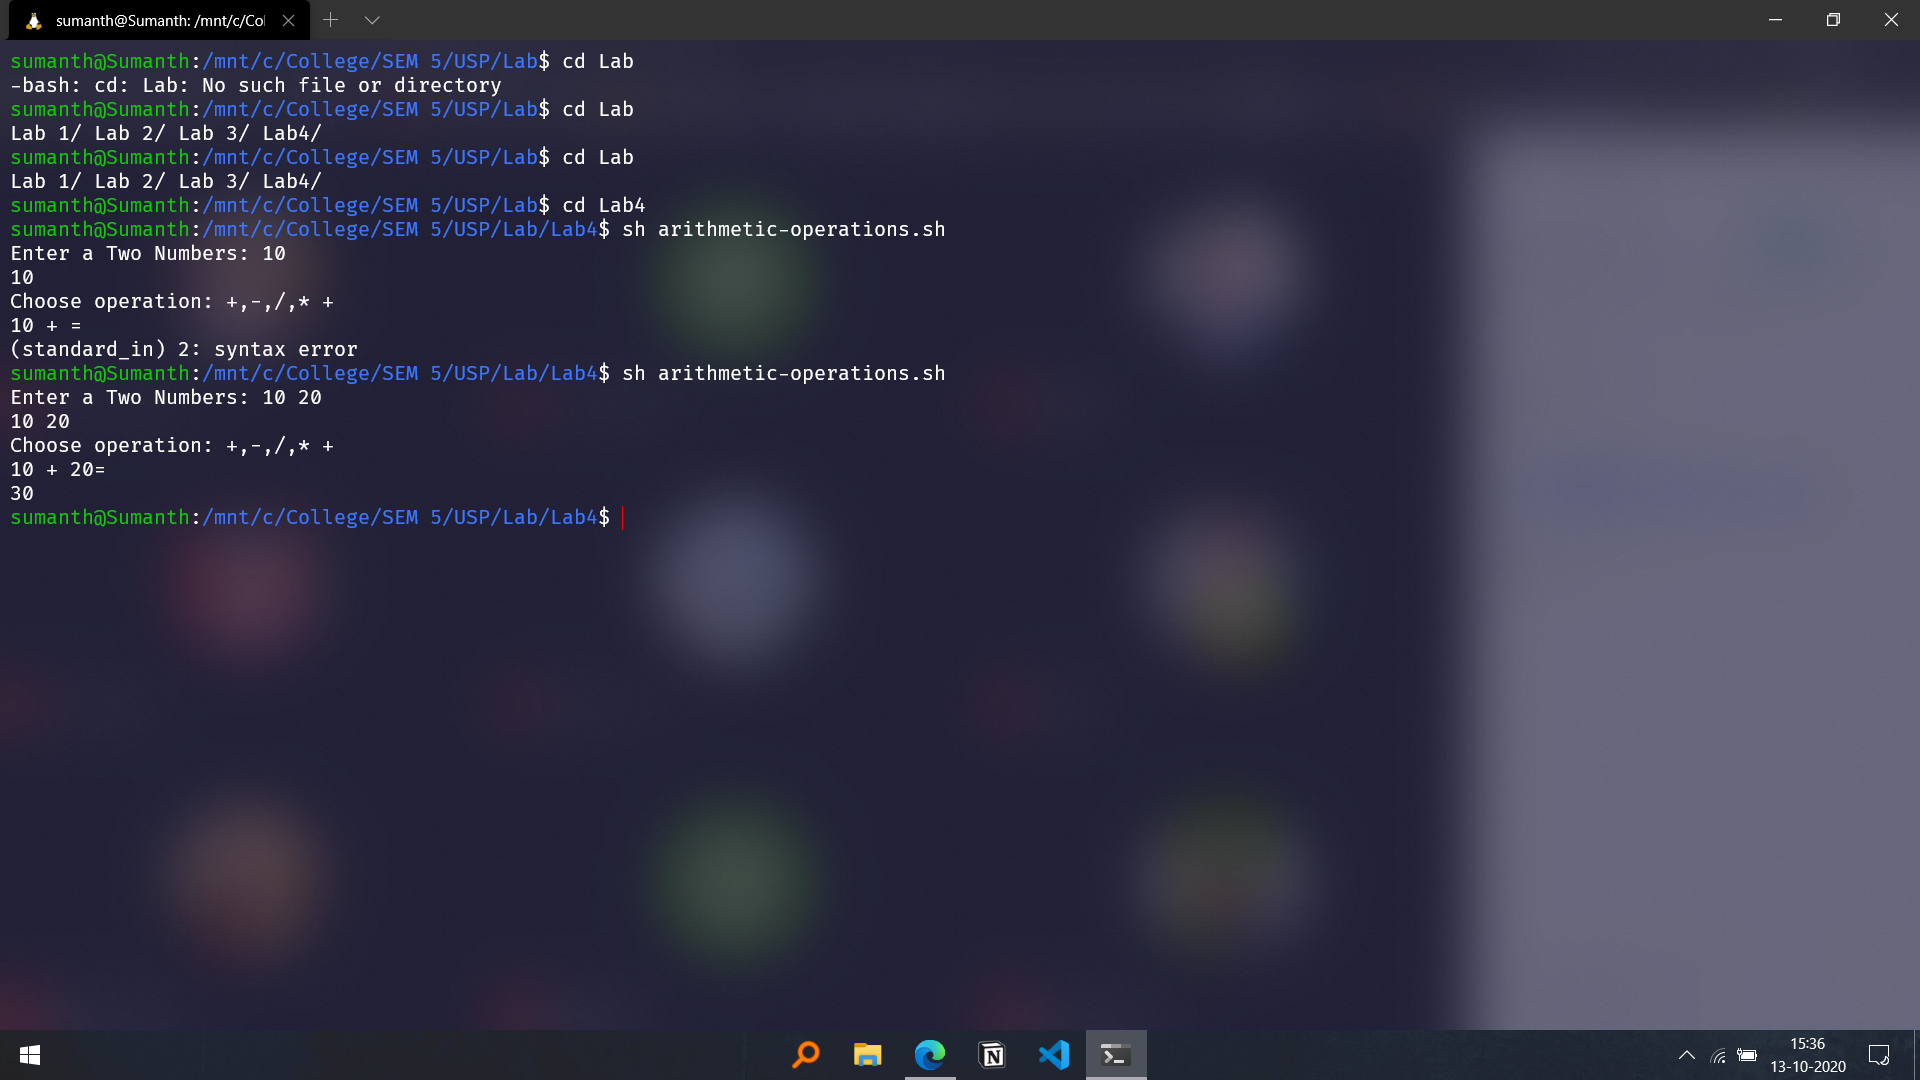 sumanth@Sumanth: /mnt/c/Col
sumanth@Sumanth:/mnt/c/College/SEM 5/USP/Lab$ cd Lab
-bash: cd: Lab: No such file or directory
sumanth@Sumanth:/mnt/c/College/SEM 5/USP/Lab$ cd Lab
Lab 1/ Lab 2/ Lab 3/ Lab4/
sumanth@Sumanth:/mnt/c/College/SEM 5/USP/Lab$ cd Lab
Lab 1/ Lab 2/ Lab 3/ Lab4/
sumanth@Sumanth:/mnt/c/College/SEM 5/USP/Lab$ cd Lab4
sumanth@Sumanth:/mnt/c/College/SEM 5/USP/Lab/Lab4$ sh arithmetic-operations.sh
Enter a Two Numbers: 10
10
Choose operation: +,-,/,* +
10 + =
(standard_in) 2: syntax error
sumanth@Sumanth:/mnt/c/College/SEM 5/USP/Lab/Lab4$ sh arithmetic-operations.sh
Enter a Two Numbers: 10 20
10 20
Choose operation: +,-,/,* +
10 + 20=
30
sumanth@Sumanth:/mnt/c/College/SEM 5/USP/Lab/Lab4$
15:36
13-10-2020